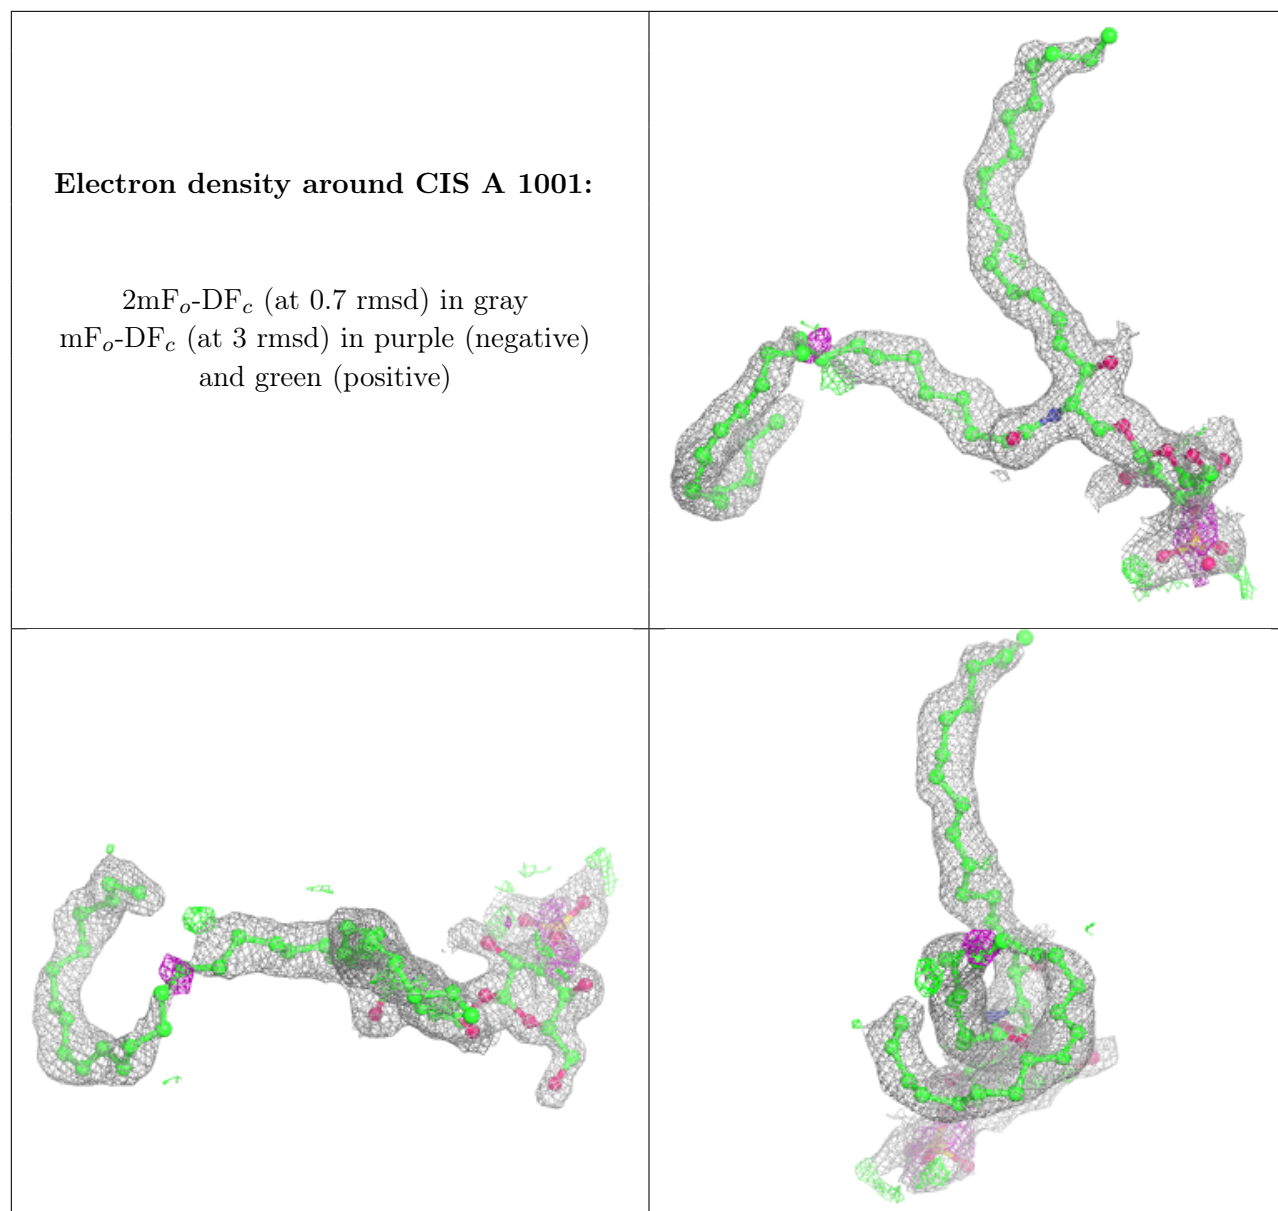 Electron density around CIS A 1001:
2mFₒ-DF𝑐 (at 0.7 rmsd) in gray
mFₒ-DF𝑐 (at 3 rmsd) in purple (negative)
and green (positive)